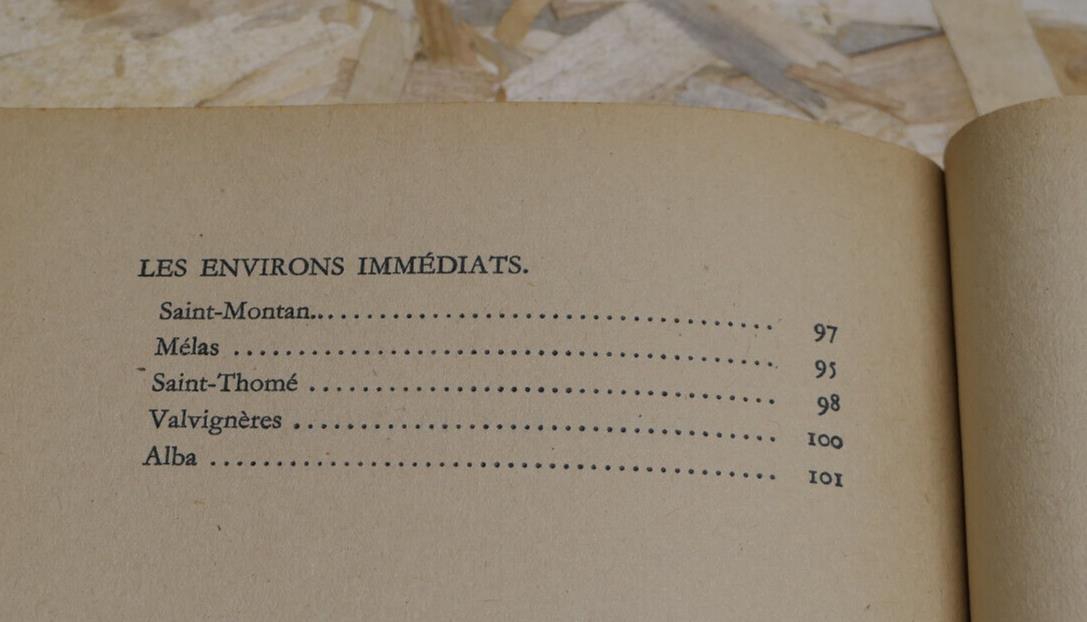 LES ENVIRONS IMMÉDIATS.
Saint-Montan.................................... 97
Mélas .......................................... 95
Saint-Thomé .................................... 98
Valvignères .................................... 100
Alba ........................................... 101